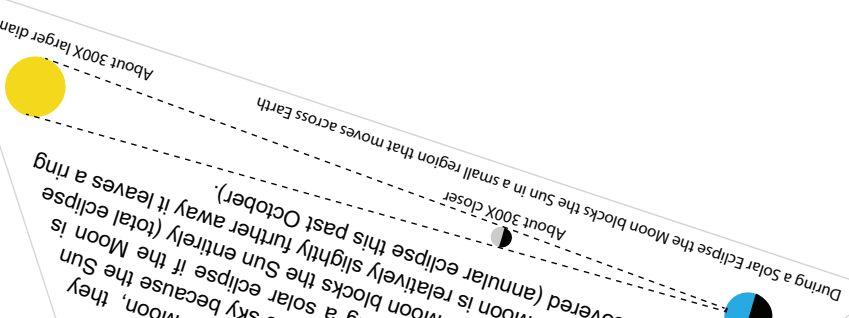 Moon, they
sky because the Sun
a solar eclipse if the Moon is
Moon blocks the Sun entirely (total eclipse
Moon is relatively slightly further away it leaves a ring
covered (annular eclipse this past October).
About 300X closer
About 300X larger
During a Solar Eclipse the Moon blocks the Sun in a small region that moves across Earth